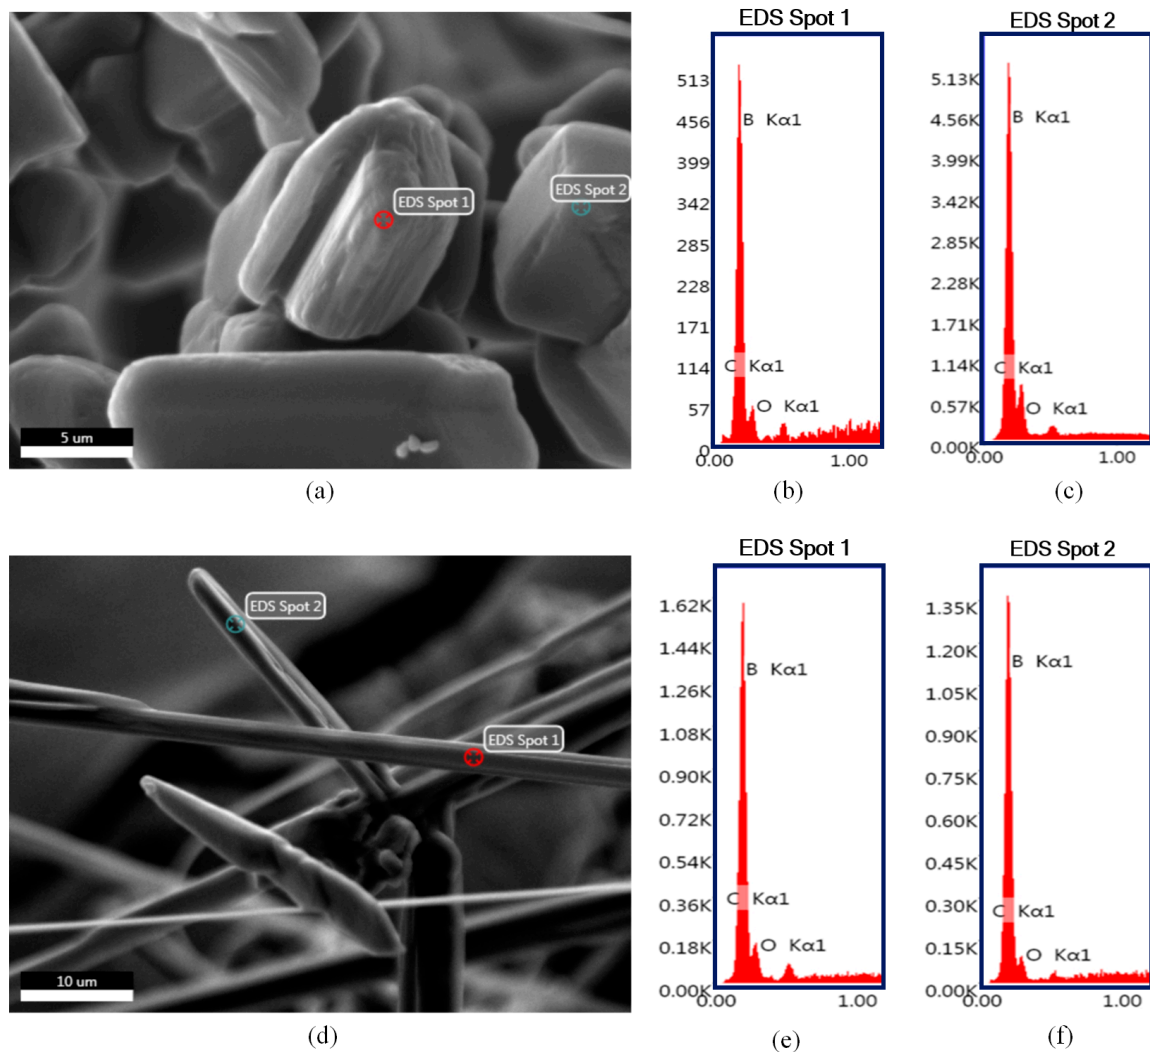 EDS Spot 1
EDS Spot 2
5 um
(a)
EDS Spot 1
513
456
399
342
285
228
171
114
57
0
B Kα1
C Kα1
O Kα1
0.00
1.00
(b)
EDS Spot 2
5.13K
4.56K
3.99K
3.42K
2.85K
2.28K
1.71K
1.14K
0.57K
0.00K
B Kα1
C Kα1
O Kα1
0.00
1.00
(c)
EDS Spot 2
EDS Spot 1
10 um
(d)
EDS Spot 1
1.62K
1.44K
1.26K
1.08K
0.90K
0.72K
0.54K
0.36K
0.18K
0.00K
B Kα1
C Kα1
O Kα1
0.00
1.00
(e)
EDS Spot 2
1.35K
1.20K
1.05K
0.90K
0.75K
0.60K
0.45K
0.30K
0.15K
0.00K
B Kα1
C Kα1
O Kα1
0.00
1.00
(f)